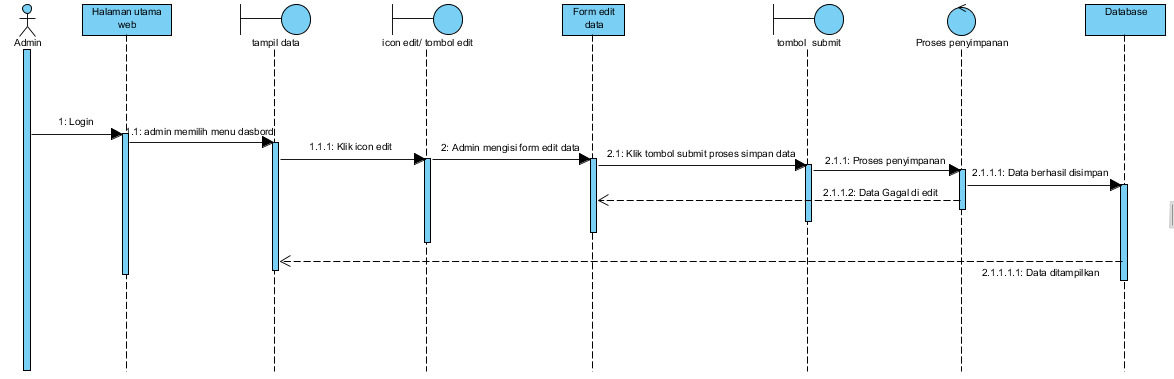 Halaman utama
web
Form edit
data
Database
Admin
tampil data
icon edit/ tombol edit
tombol submit
Proses penyimpanan
1: Login
.1: admin memilih menu dasbord
1.1.1: Klik icon edit
2: Admin mengisi form edit data
2.1: Klik tombol submit proses simpan data
2.1.1: Proses penyimpanan
2.1.1.1: Data berhasil disimpan
2.1.1.2: Data Gagal di edit
2.1.1.1.1: Data ditampilkan